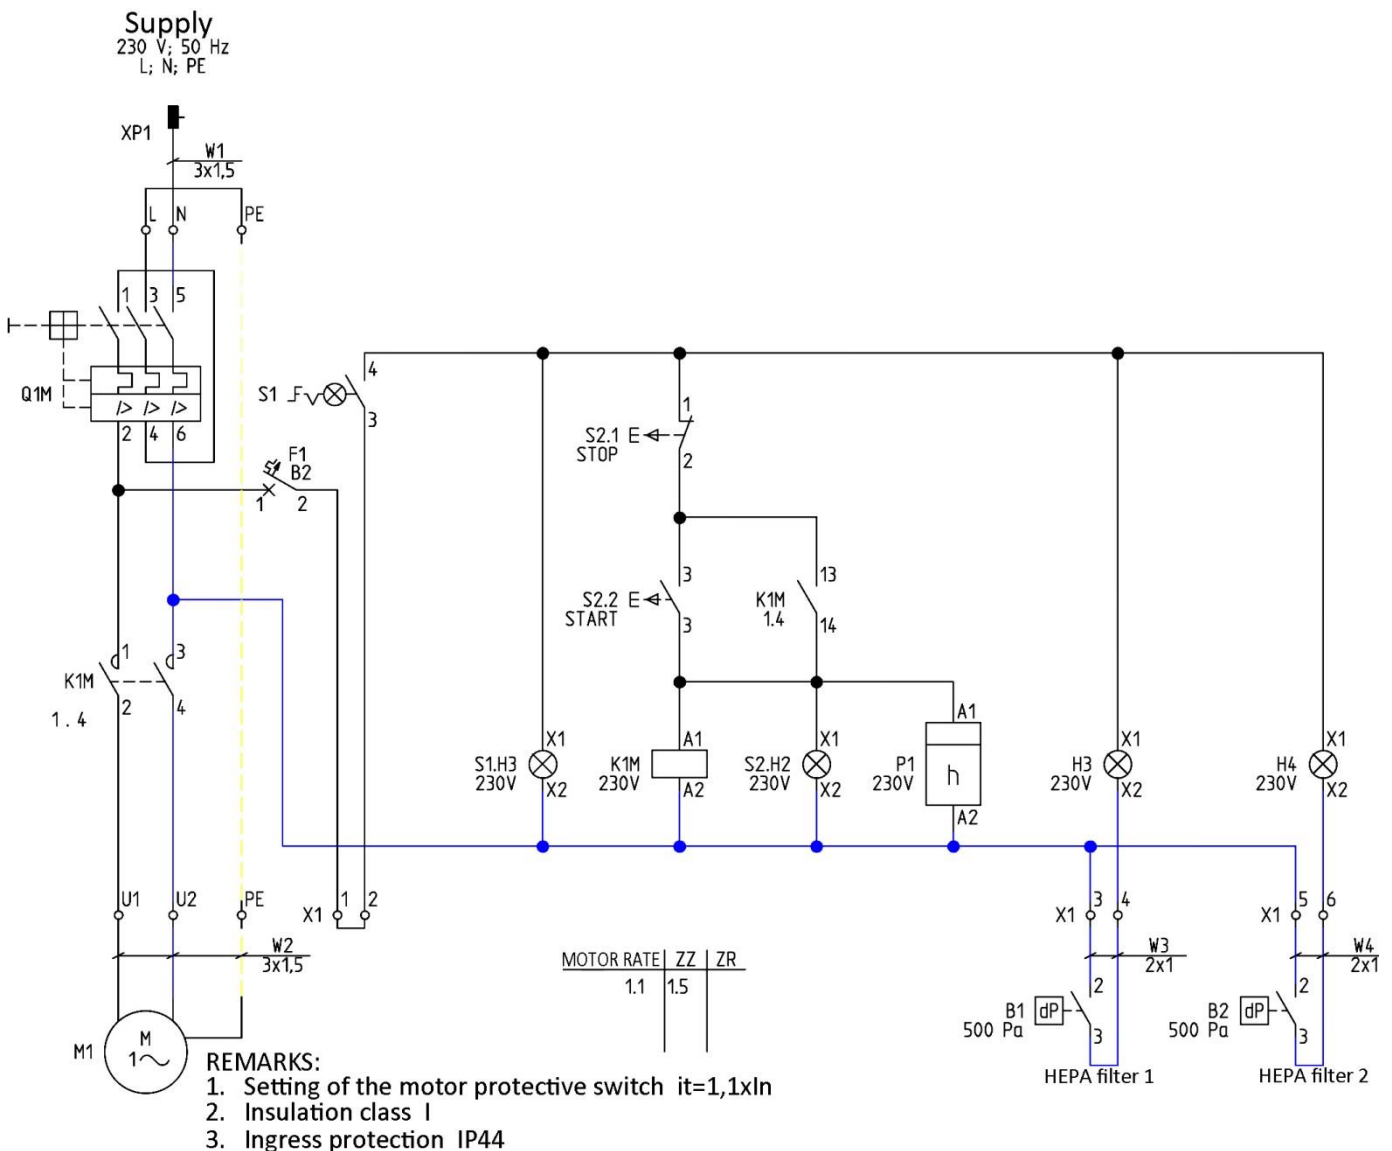 Supply
230 V; 50 Hz
L; N; PE
XP1
W1
3x1,5
L N PE
1 3 5
Q1M
I> I> I>
2 4 6
F1
B2
1 2
S1
4
3
1
S2.1 E
STOP
2
3
S2.2 E
START
3
13
K1M
1.4
14
1 3
K1M
2 4
1.4
X1
S1.H3
230V
X2
A1
K1M
230V
A2
X1
S2.H2
230V
X2
A1
P1
230V
h
A2
X1
H3
230V
X2
X1
H4
230V
X2
U1 U2 PE
X1 1 2
X1 3 4
X1 5 6
W2
3x1,5
W3
2x1
W4
2x1
MOTOR RATE ZZ ZR
1.1 1.5
2
B1 dP
500 Pa
3
HEPA filter 1
2
B2 dP
500 Pa
3
HEPA filter 2
M1
M
1~
REMARKS:
1. Setting of the motor protective switch it=1,1xIn
2. Insulation class I
3. Ingress protection IP44